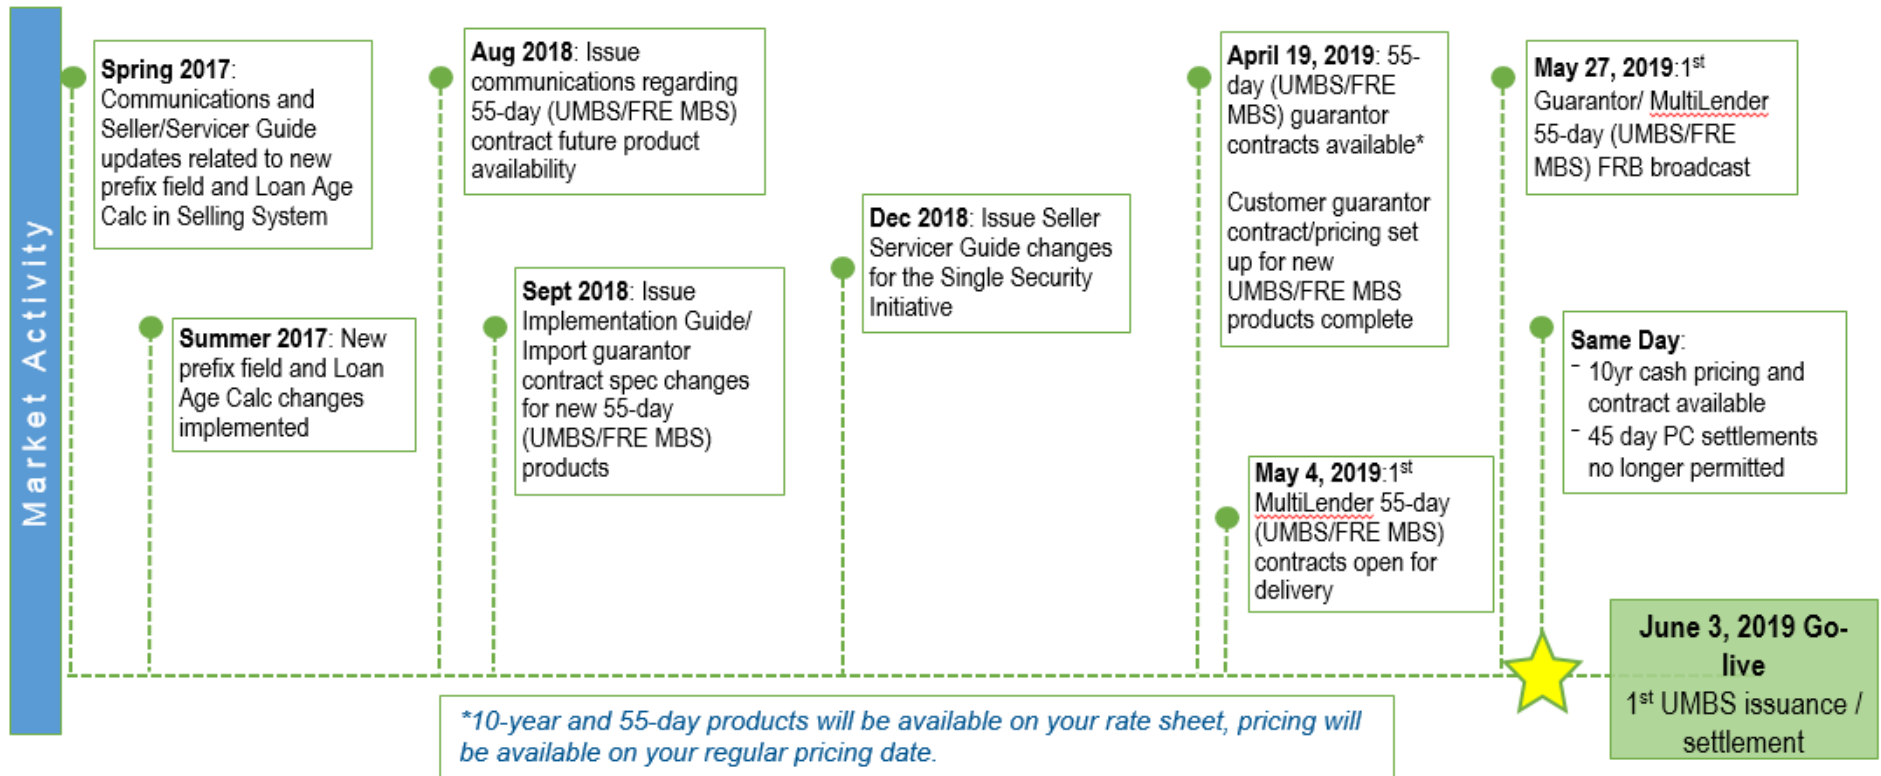 Market Activity
Spring 2017:
Communications and
Seller/Servicer Guide
updates related to new
prefix field and Loan Age
Calc in Selling System
Summer 2017: New
prefix field and Loan
Age Calc changes
implemented
Aug 2018: Issue
communications regarding
55-day (UMBS/FRE MBS)
contract future product
availability
Sept 2018: Issue
Implementation Guide/
Import guarantor
contract spec changes
for new 55-day
(UMBS/FRE MBS)
products
Dec 2018: Issue Seller
Servicer Guide changes
for the Single Security
Initiative
April 19, 2019: 55-
day (UMBS/FRE
MBS) guarantor
contracts available*
Customer guarantor
contract/pricing set
up for new
UMBS/FRE MBS
products complete
May 4, 2019:1st
MultiLender 55-day
(UMBS/FRE MBS)
contracts open for
delivery
May 27, 2019:1st
Guarantor/ MultiLender
55-day (UMBS/FRE
MBS) FRB broadcast
Same Day:
- 10yr cash pricing and
contract available
- 45 day PC settlements
no longer permitted
June 3, 2019 Go-
live
1st UMBS issuance /
settlement
*10-year and 55-day products will be available on your rate sheet, pricing will
be available on your regular pricing date.